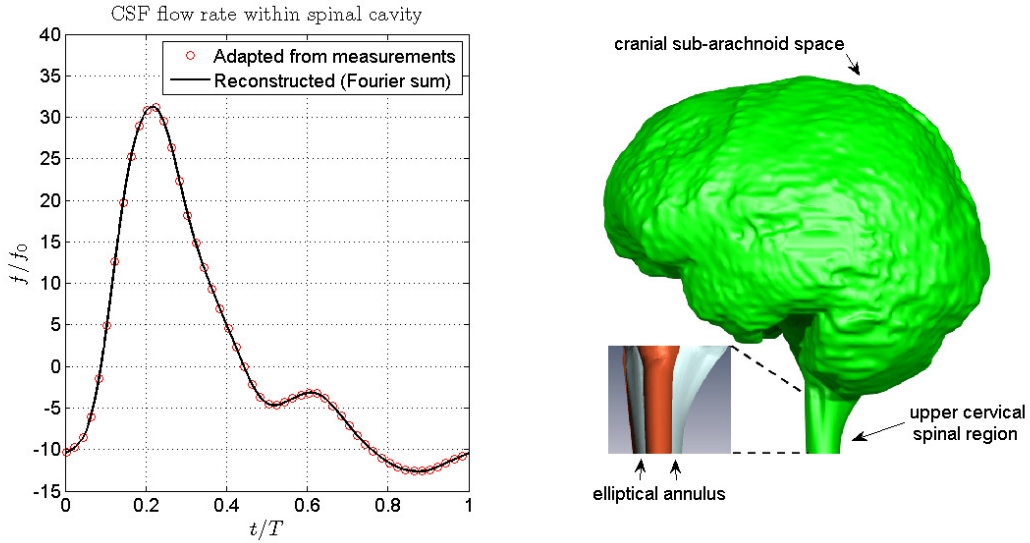 CSF flow rate within spinal cavity
40
35
30
25
20
15
10
5
0
-5
-10
-15
f/f0
Adapted from measurements
Reconstructed (Fourier sum)
0
0.2
0.4
0.6
0.8
1
t/T
cranial sub-arachnoid space
upper cervical
spinal region
elliptical annulus